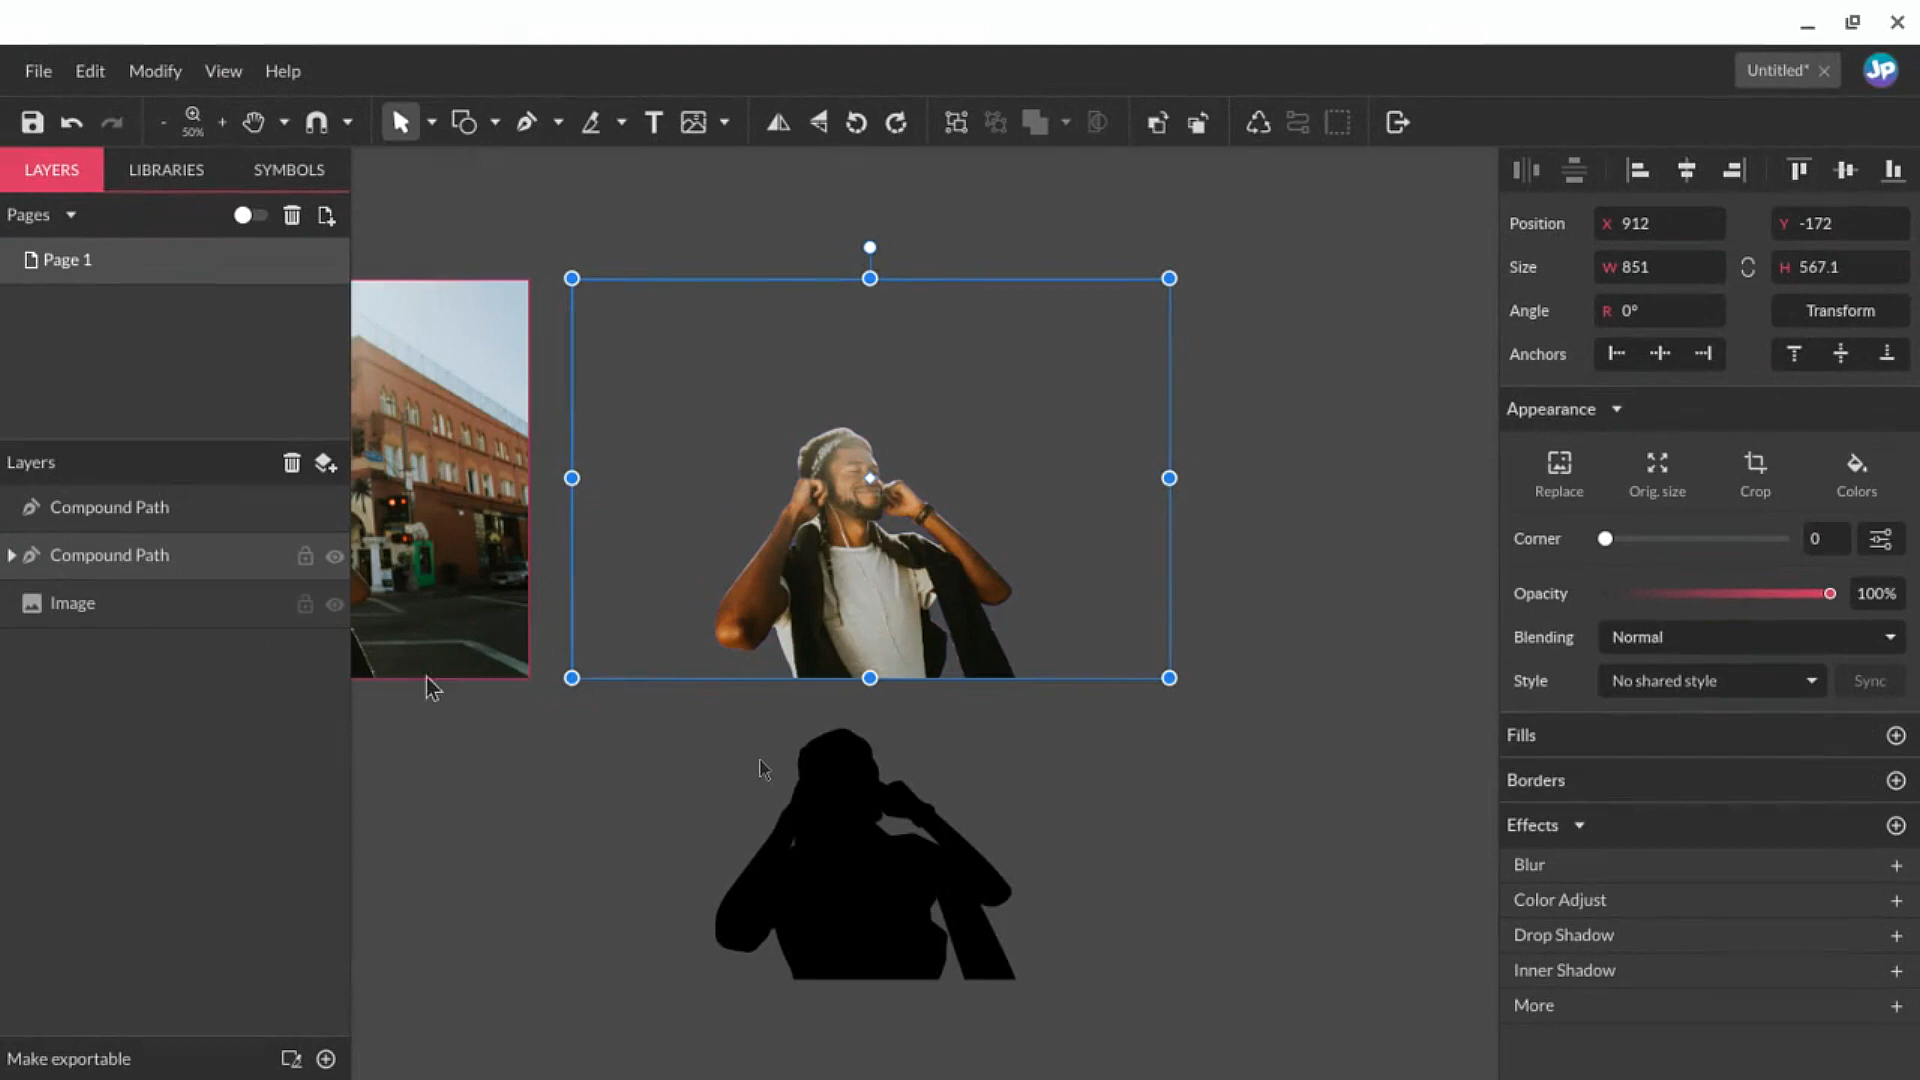 File Edit Modify View Help Untitled* × JP
- 50% + T
LAYERS LIBRARIES SYMBOLS
Pages
Page 1
Layers
Compound Path
Compound Path
Image
Make exportable
Position X 912 Y -172
Size W 851 H 567.1
Angle R 0° Transform
Anchors
Appearance
Replace Orig. size Crop Colors
Corner 0
Opacity 100%
Blending Normal
Style No shared style Sync
Fills
Borders
Effects
Blur +
Color Adjust +
Drop Shadow +
Inner Shadow +
More +